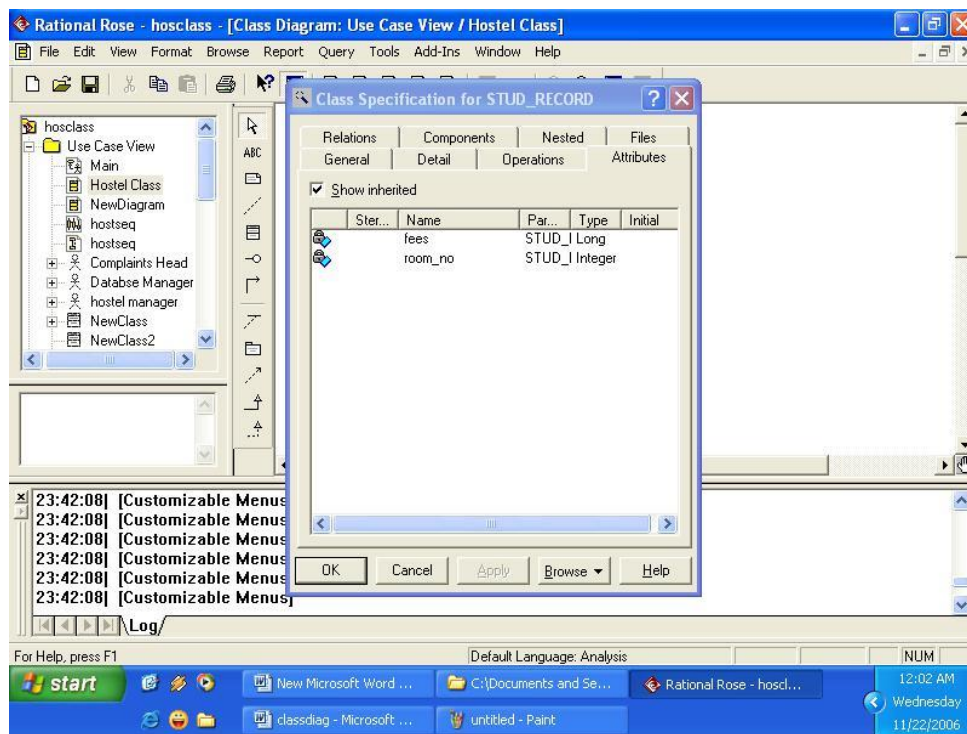 Rational Rose - hosclass - [Class Diagram: Use Case View / Hostel Class]
File Edit View Format Browse Report Query Tools Add-Ins Window Help
hosclass
Use Case View
Main
Hostel Class
NewDiagram
hostseq
hostseq
Complaints Head
Databse Manager
hostel manager
NewClass
NewClass2
ABC
Class Specification for STUD_RECORD
Relations Components Nested Files
General Detail Operations Attributes
Show inherited
Ster... Name Par... Type Initial
fees STUD_I Long
room_no STUD_I Integer
OK Cancel Apply Browse Help
23:42:08| [Customizable Menus
23:42:08| [Customizable Menus
23:42:08| [Customizable Menus
23:42:08| [Customizable Menus
23:42:08| [Customizable Menus
23:42:08| [Customizable Menus]
Log
For Help, press F1 Default Language: Analysis NUM
start New Microsoft Word ... C:\Documents and Se... Rational Rose - hoscl... 12:02 AM
Wednesday
classdiag - Microsoft ... untitled - Paint 11/22/2006